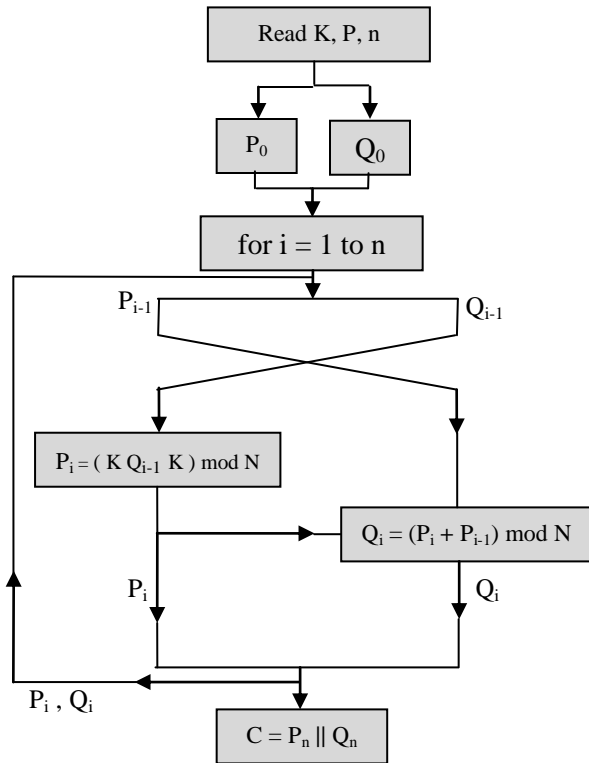 Read K, P, n
P₀
Q₀
for i = 1 to n
Pᵢ₋₁
Qᵢ₋₁
Pᵢ = ( K Qᵢ₋₁ K ) mod N
Qᵢ = (Pᵢ + Pᵢ₋₁) mod N
Pᵢ
Qᵢ
Pᵢ , Qᵢ
C = Pₙ || Qₙ